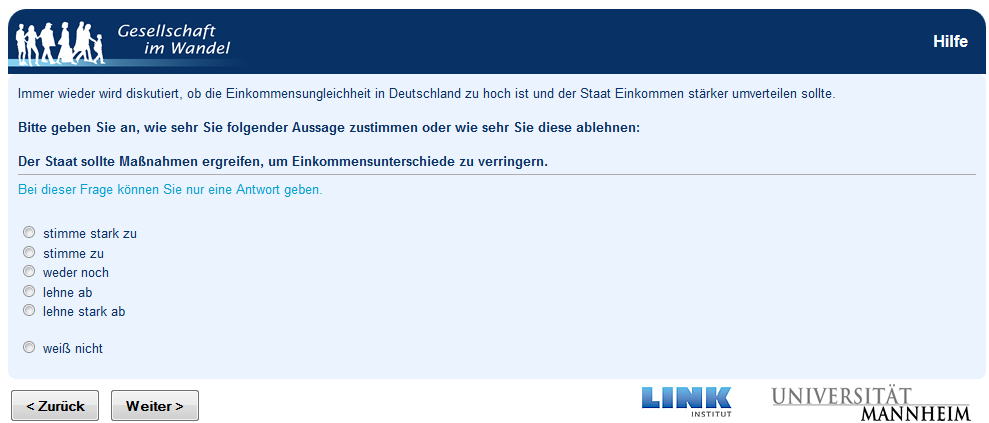 Gesellschaft
im Wandel
Hilfe
Immer wieder wird diskutiert, ob die Einkommensungleichheit in Deutschland zu hoch ist und der Staat Einkommen stärker umverteilen sollte.
Bitte geben Sie an, wie sehr Sie folgender Aussage zustimmen oder wie sehr Sie diese ablehnen:
Der Staat sollte Maßnahmen ergreifen, um Einkommensunterschiede zu verringern.
Bei dieser Frage können Sie nur eine Antwort geben.
stimme stark zu
stimme zu
weder noch
lehne ab
lehne stark ab
weiß nicht
< Zurück
Weiter >
LINK
INSTITUT
UNIVERSITÄT
MANNHEIM